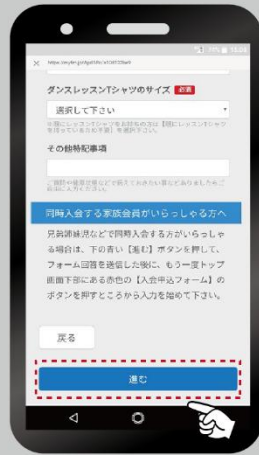 ダンスレッスンTシャツのサイズ 必須
選択して下さい
その他特記事項
同時入会する家族会員がいらっしゃる方へ
兄弟姉妹児などで同時入会する方がいらっしゃ
る場合は、下の青い【進む】ボタンを押して、
フォーム回答を送信した後に、もう一度トップ
画面下部にある赤色の【入会申込フォーム】の
ボタンを押すところから入力を始めて下さい。
戻る
進む